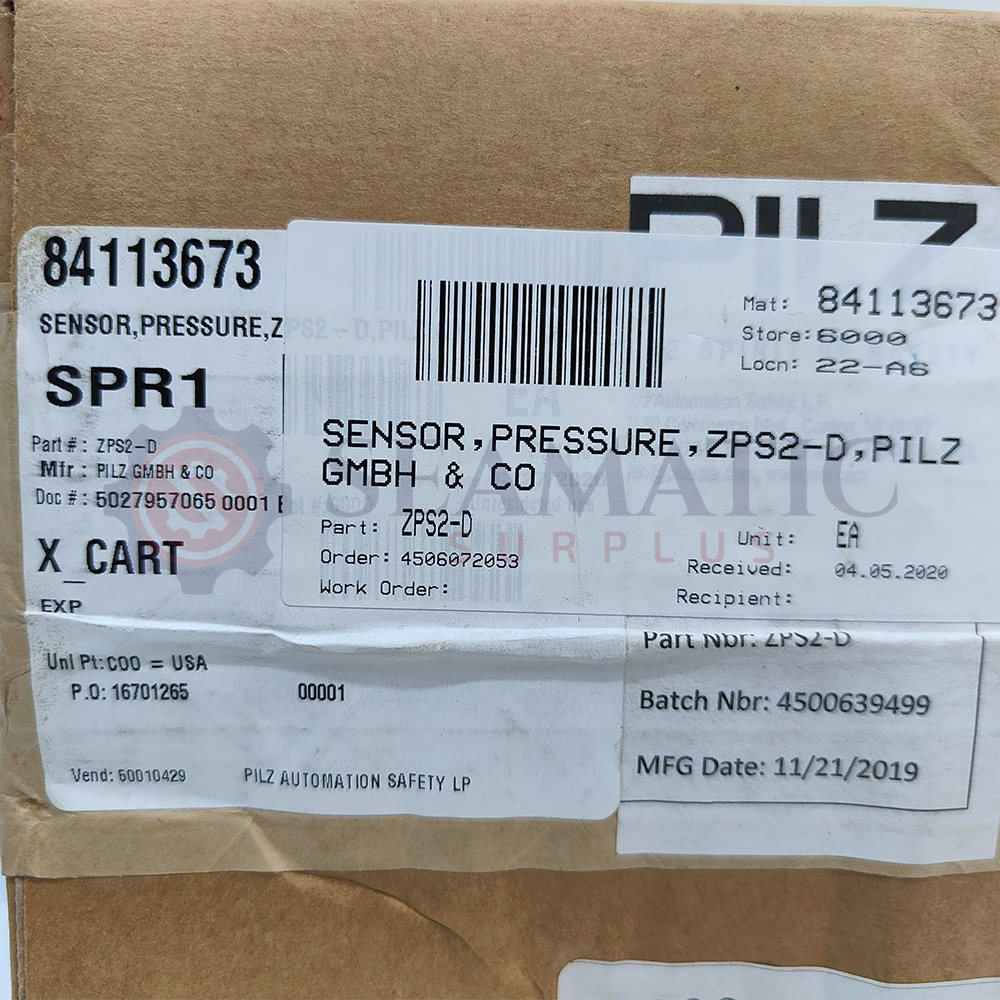 PILZ
84113673
SENSOR,PRESSURE,Z
SPR1
Part # : ZPS2-D
Mfr : PILZ GMBH & CO
Doc # : 5027957065 0001
X_CART
EXP
Unl Pt:COO = USA
P.O: 16701265 00001
Vend: 50010429 PILZ AUTOMATION SAFETY LP
Mat: 84113673
Store: 6000
Locn: 22-A6
SENSOR,PRESSURE,ZPS2-D,PILZ
GMBH & CO
Part: ZPS2-D
Order: 4506072053
Work Order:
Unit: EA
Received: 04.05.2020
Recipient:
SEAMATIC
SURPLUS
Part Nbr: ZPS2-D
Batch Nbr: 4500639499
MFG Date: 11/21/2019